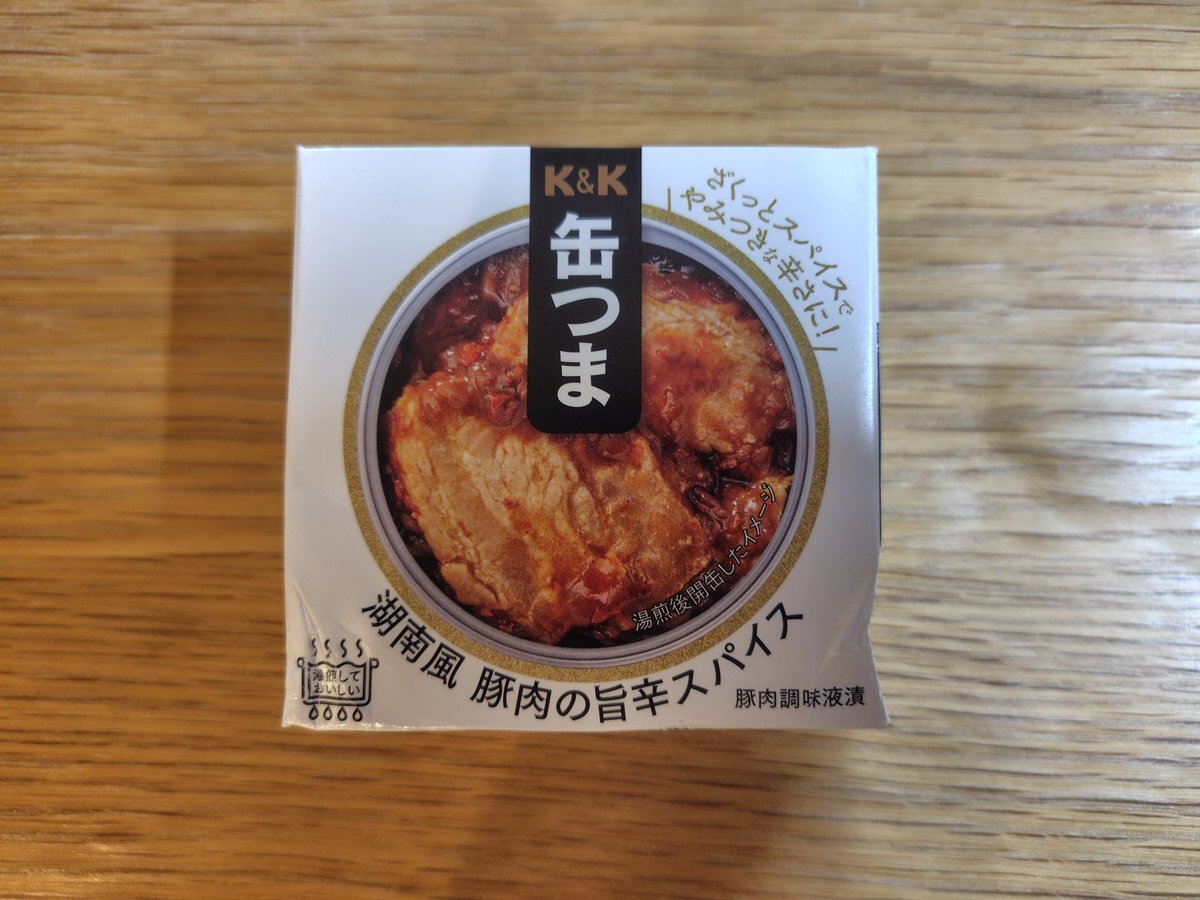 K&K
缶つま
ざくっとスパイスで
やみつきな辛さに!
湯煎後開缶したイメージ
湖南風 豚肉の旨辛スパイス
湯煎して
おいしい
豚肉調味液漬